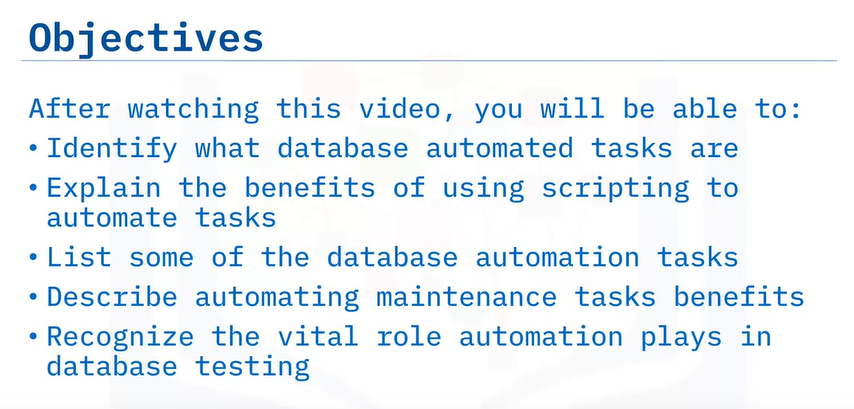 Objectives
After watching this video, you will be able to:
• Identify what database automated tasks are
• Explain the benefits of using scripting to
automate tasks
• List some of the database automation tasks
• Describe automating maintenance tasks benefits
• Recognize the vital role automation plays in
database testing